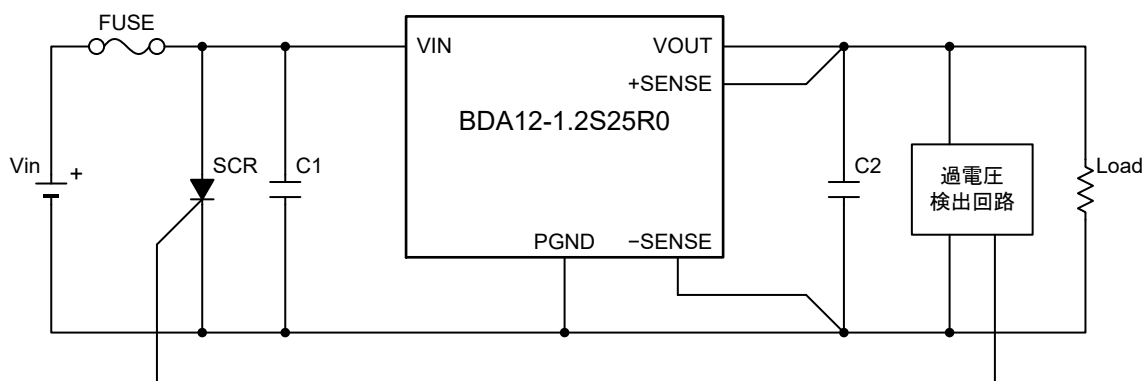 FUSE
VIN
VOUT
+SENSE
BDA12-1.2S25R0
Vin
+
SCR
C1
C2
過電圧
検出回路
Load
PGND
−SENSE